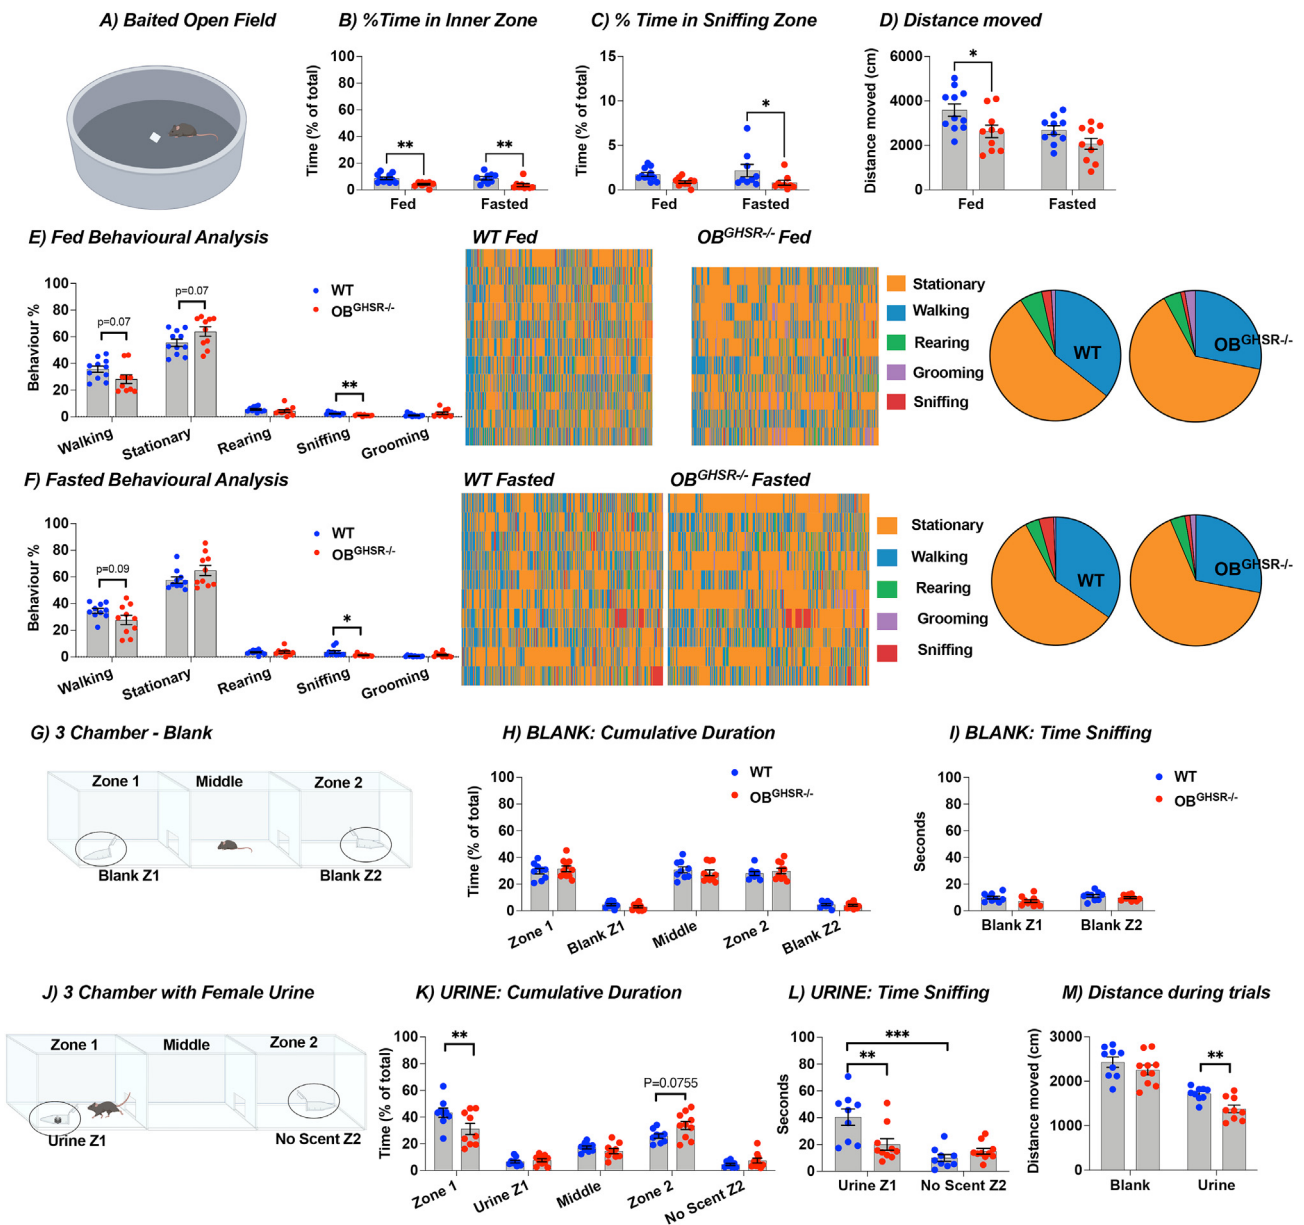 A) Baited Open Field
B) %Time in Inner Zone
Time (% of total)
100
80
60
40
20
0
**
**
Fed
Fasted
C) % Time in Sniffing Zone
Time (% of total)
15
10
5
0
*
Fed
Fasted
D) Distance moved
Distance moved (cm)
6000
4000
2000
0
*
Fed
Fasted
E) Fed Behavioural Analysis
Behaviour %
100
80
60
40
20
0
p=0.07
p=0.07
**
WT
OBGHSR-/-
Walking
Stationary
Rearing
Sniffing
Grooming
WT Fed
OBGHSR-/- Fed
Stationary
Walking
Rearing
Grooming
Sniffing
WT
OBGHSR-/-
F) Fasted Behavioural Analysis
Behaviour %
100
80
60
40
20
0
p=0.09
*
WT
OBGHSR-/-
Walking
Stationary
Rearing
Sniffing
Grooming
WT Fasted
OBGHSR-/- Fasted
Stationary
Walking
Rearing
Grooming
Sniffing
WT
OBGHSR-/-
G) 3 Chamber - Blank
Zone 1
Middle
Zone 2
Blank Z1
Blank Z2
H) BLANK: Cumulative Duration
Time (% of total)
100
80
60
40
20
0
WT
OBGHSR-/-
Zone 1
Blank Z1
Middle
Zone 2
Blank Z2
I) BLANK: Time Sniffing
Seconds
100
80
60
40
20
0
WT
OBGHSR-/-
Blank Z1
Blank Z2
J) 3 Chamber with Female Urine
Zone 1
Middle
Zone 2
Urine Z1
No Scent Z2
K) URINE: Cumulative Duration
Time (% of total)
100
80
60
40
20
0
**
P=0.0755
Zone 1
Urine Z1
Middle
Zone 2
No Scent Z2
L) URINE: Time Sniffing
Seconds
100
80
60
40
20
0
***
**
Urine Z1
No Scent Z2
M) Distance during trials
Distance moved (cm)
3000
2000
1000
0
**
Blank
Urine